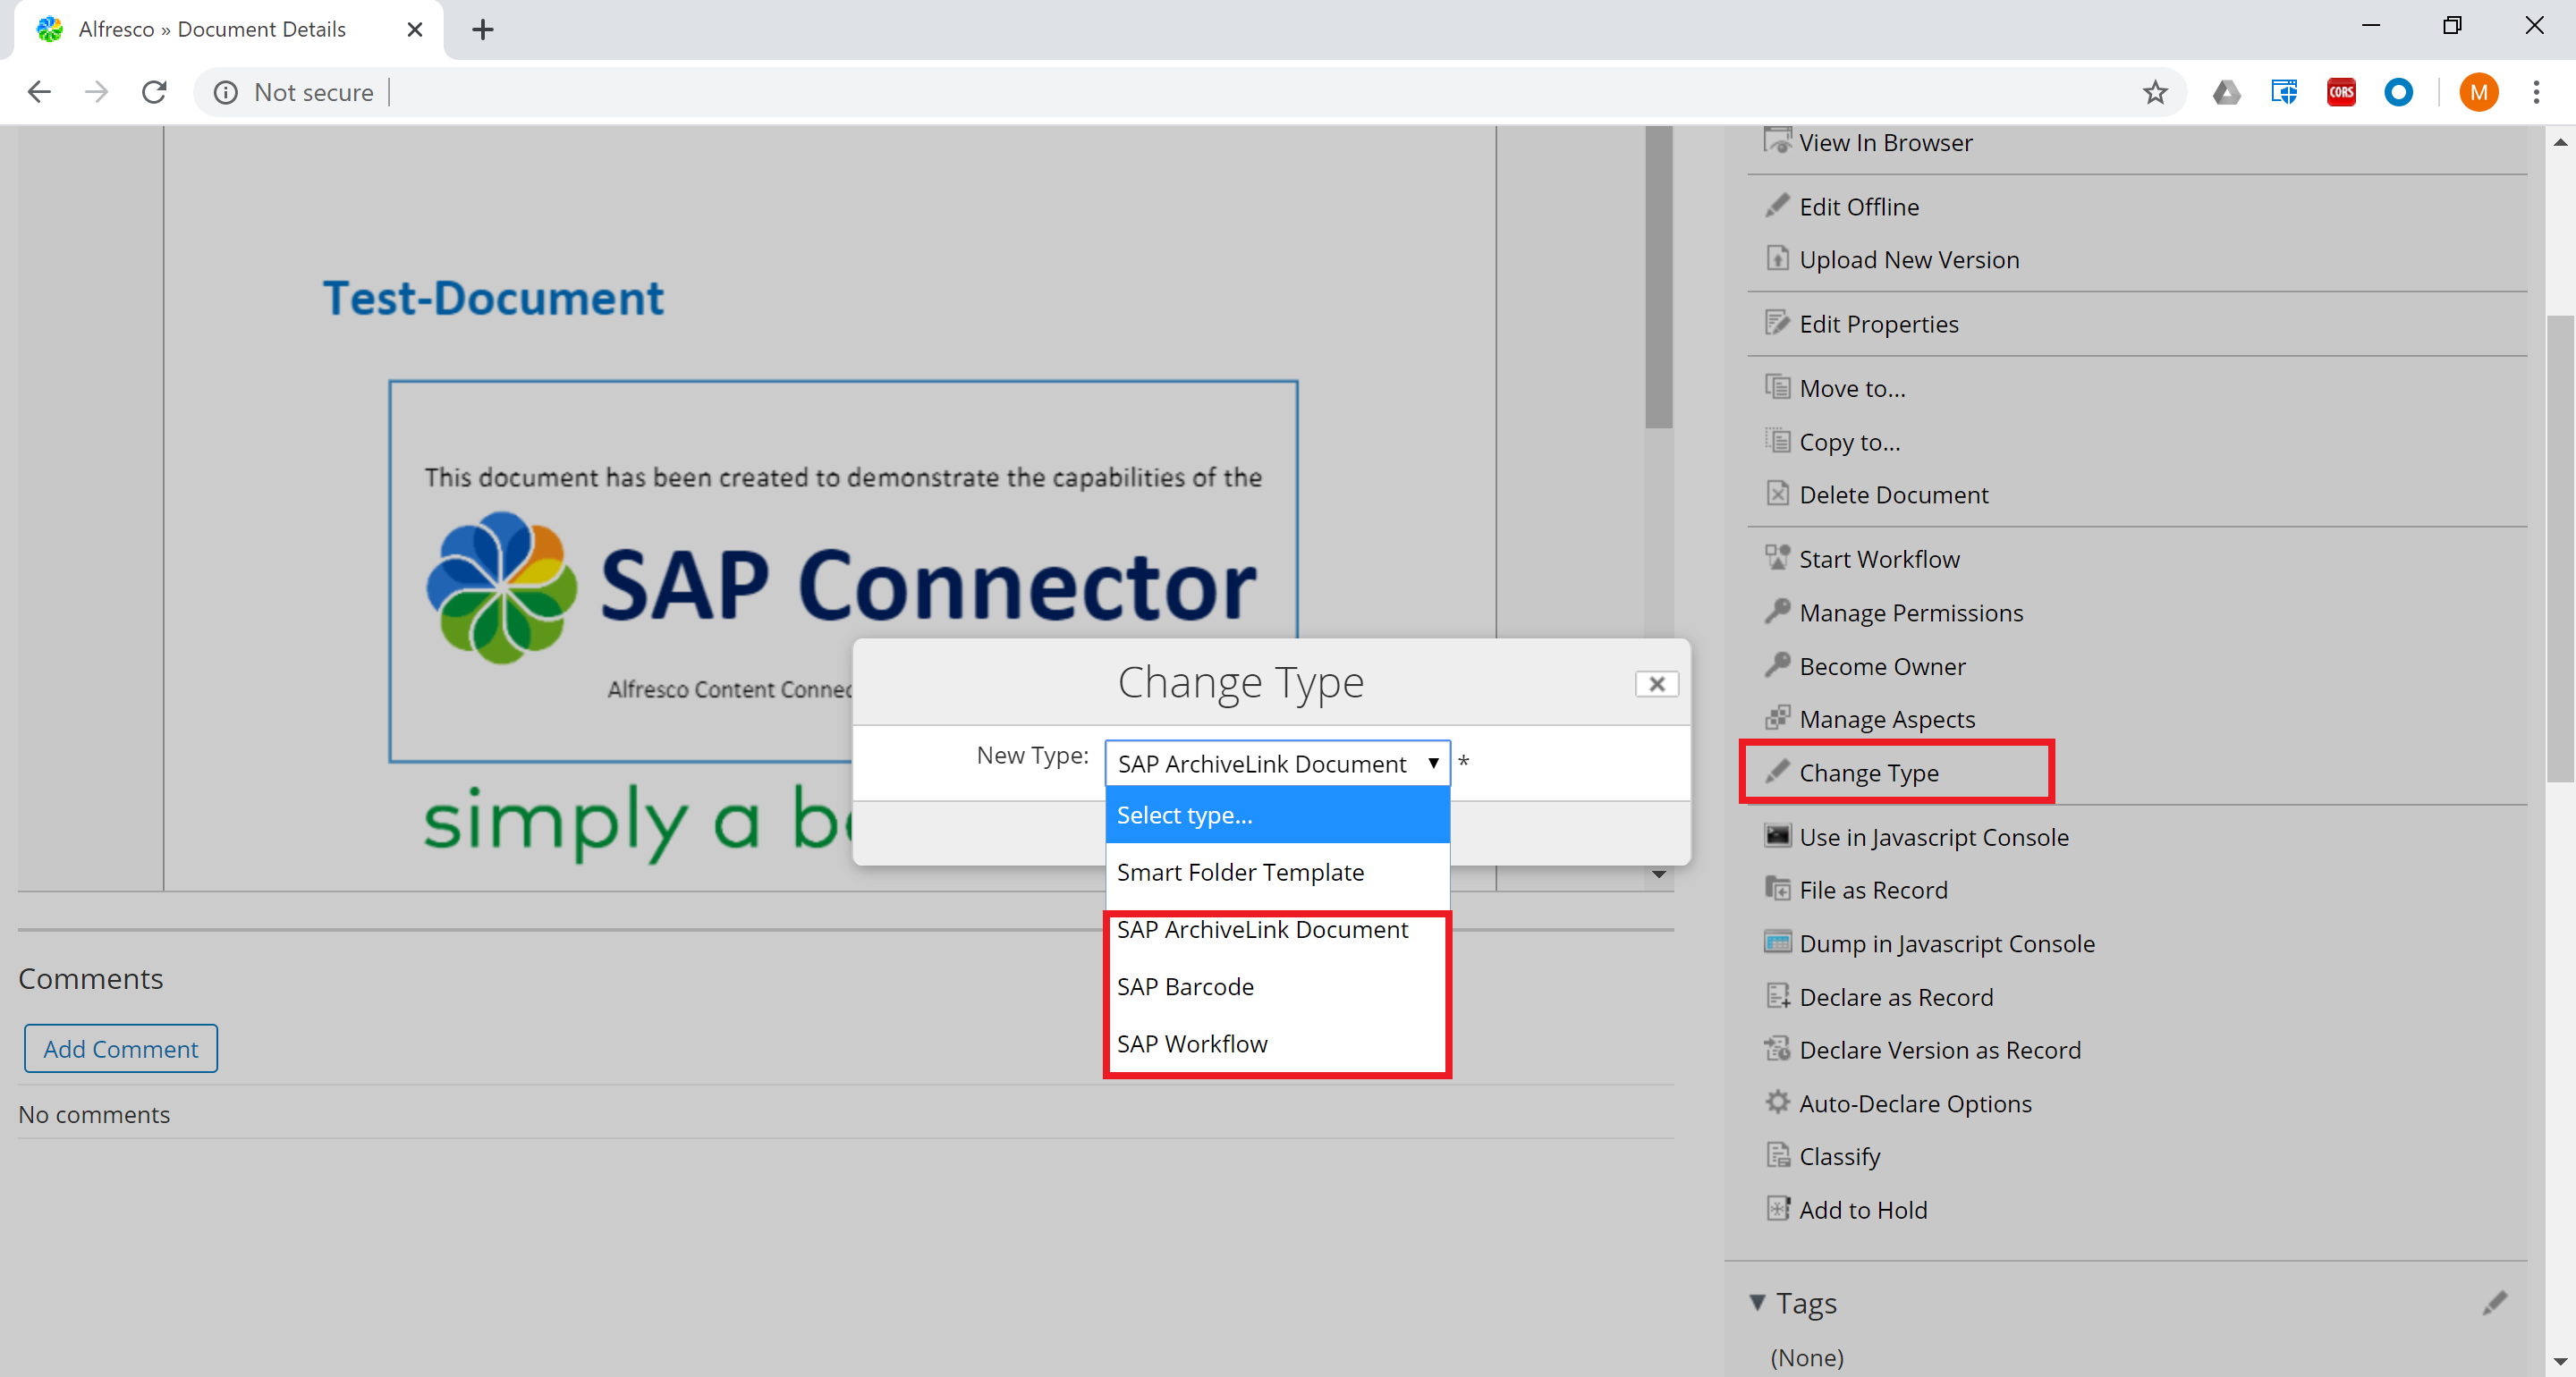 Alfresco » Document Details
Not secure
CORS
M
Test-Document
This document has been created to demonstrate the capabilities of the
SAP Connector
Alfresco Content
simply a
Change Type
New Type:
SAP ArchiveLink Document
*
Select type...
Smart Folder Template
SAP ArchiveLink Document
SAP Barcode
SAP Workflow
Comments
Add Comment
No comments
View In Browser
Edit Offline
Upload New Version
Edit Properties
Move to...
Copy to...
Delete Document
Start Workflow
Manage Permissions
Become Owner
Manage Aspects
Change Type
Use in Javascript Console
File as Record
Dump in Javascript Console
Declare as Record
Declare Version as Record
Auto-Declare Options
Classify
Add to Hold
Tags
(None)